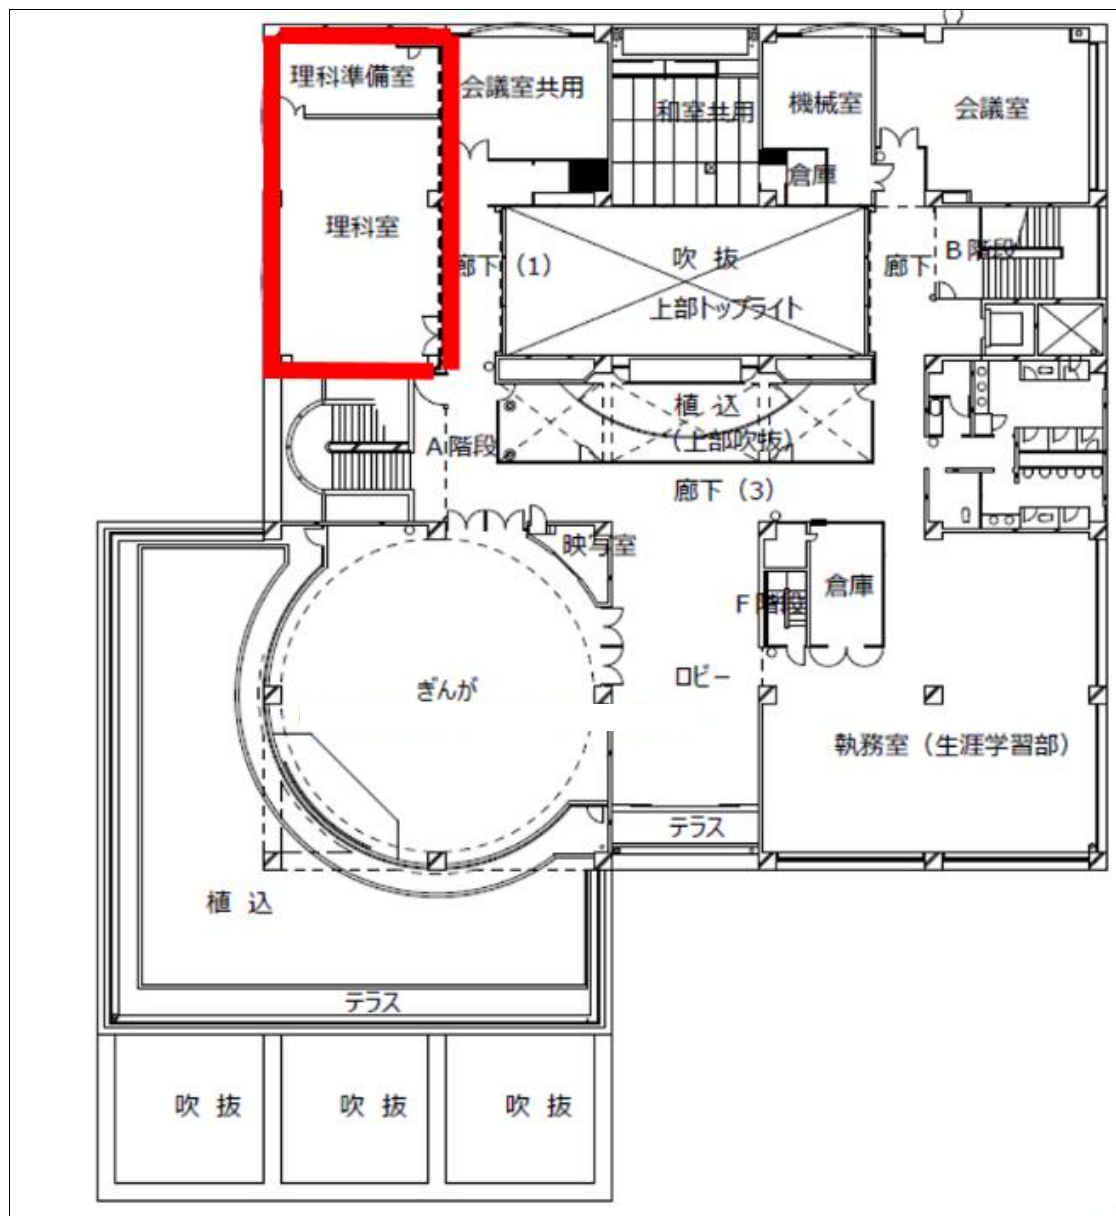 理科準備室
会議室共用
和室共用
機械室
会議室
倉庫
理科室
廊下（1）
吹 抜
上部トップライト
廊下
B階段
植 込
（上部吹抜）
A階段
廊下（3）
映写室
F階段
倉庫
ぎんが
ロビー
執務室（生涯学習部）
テラス
植 込
テラス
吹 抜
吹 抜
吹 抜